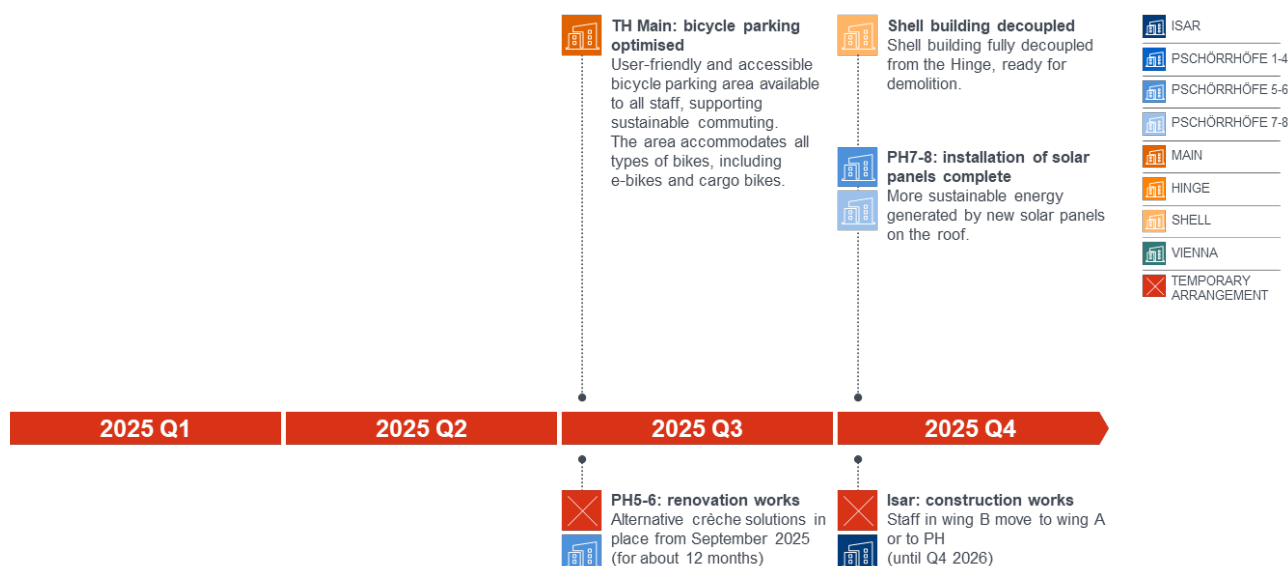 TH Main: bicycle parking
optimised
User-friendly and accessible
bicycle parking area available
to all staff, supporting
sustainable commuting.
The area accommodates all
types of bikes, including
e-bikes and cargo bikes.
Shell building decoupled
Shell building fully decoupled
from the Hinge, ready for
demolition.
PH7-8: installation of solar
panels complete
More sustainable energy
generated by new solar panels
on the roof.
ISAR
PSCHÖRRHÖFE 1-4
PSCHÖRRHÖFE 5-6
PSCHÖRRHÖFE 7-8
MAIN
HINGE
SHELL
VIENNA
TEMPORARY
ARRANGEMENT
2025 Q1
2025 Q2
2025 Q3
2025 Q4
PH5-6: renovation works
Alternative crèche solutions in
place from September 2025
(for about 12 months)
Isar: construction works
Staff in wing B move to wing A
or to PH
(until Q4 2026)